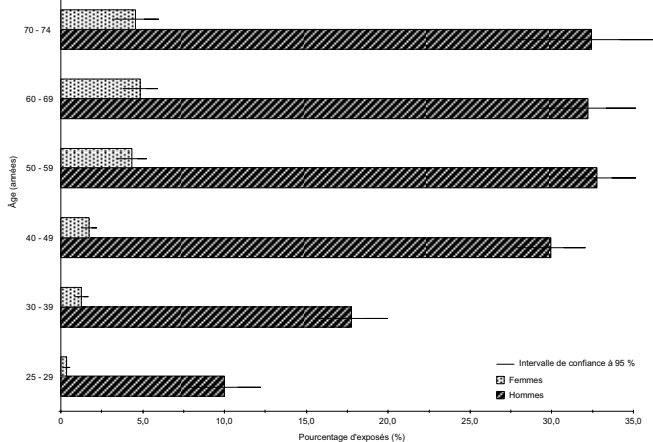 70 - 74
60 - 69
50 - 59
40 - 49
30 - 39
25 - 29
Âge (années)
Intervalle de confiance à 95 %
Femmes
Hommes
0 5,0 10,0 15,0 20,0 25,0 30,0 35,0
Pourcentage d'exposés (%)